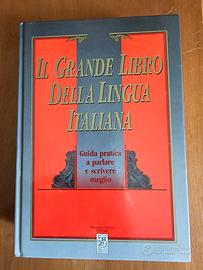 IL GRANDE LIBRO
DELLA LINGUA
ITALIANA
Guida pratica
a parlare
e scrivere
meglio